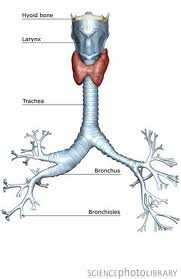 Hyoid bone
Larynx
Trachea
Bronchus
Bronchioles
SCIENCEphotoLIBRARY